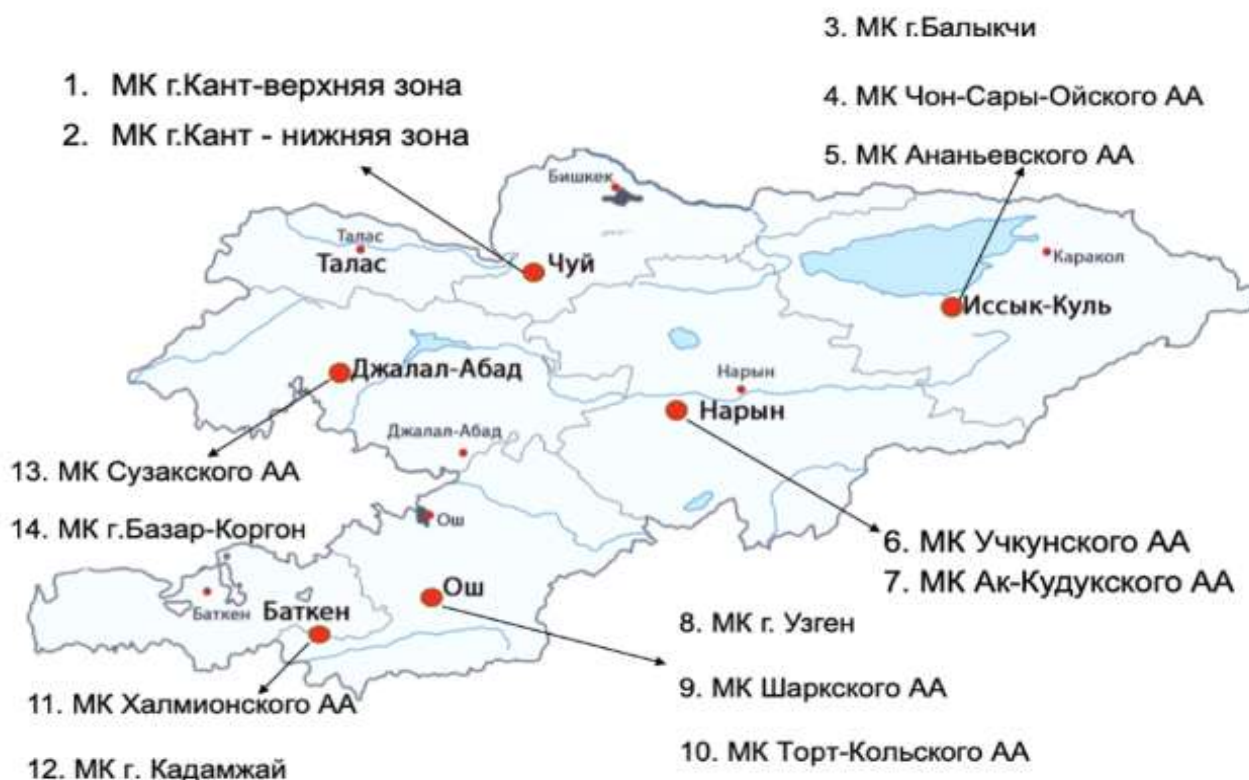 3. МК г.Балыкчи
1. МК г.Кант-верхняя зона
4. МК Чон-Сары-Ойского АА
2. МК г.Кант - нижняя зона
5. МК Ананьевского АА
Бишкек
Талас
Талас
Чуй
Каракол
Иссык-Куль
Джалал-Абад
Нарын
Нарын
Джалал-Абад
13. МК Сузакского АА
14. МК г.Базар-Коргон
Ош
6. МК Учкунского АА
7. МК Ак-Кудукского АА
Ош
Баткен
Баткен
8. МК г. Узген
9. МК Шаркского АА
11. МК Халмионского АА
10. МК Торт-Кольского АА
12. МК г. Кадамжай